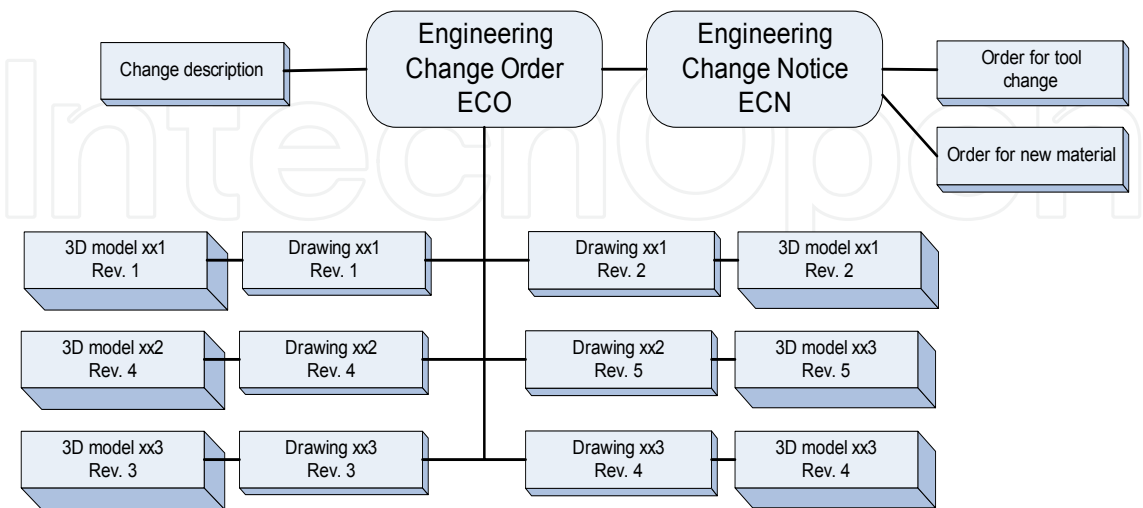 Engineering
Change Order
ECO
Engineering
Change Notice
ECN
Change description
Order for tool
change
Order for new material
IntechOpen
3D model xx1
Rev. 1
Drawing xx1
Rev. 1
Drawing xx1
Rev. 2
3D model xx1
Rev. 2
3D model xx2
Rev. 4
Drawing xx2
Rev. 4
Drawing xx2
Rev. 5
3D model xx3
Rev. 5
3D model xx3
Rev. 3
Drawing xx3
Rev. 3
Drawing xx3
Rev. 4
3D model xx3
Rev. 4